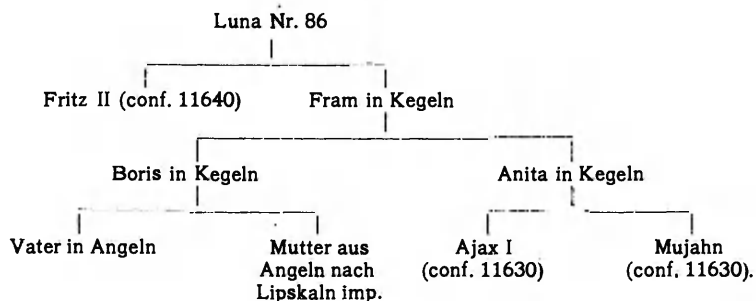 Luna Nr. 86
Fritz II (conf. 11640) Fram in Kegeln
Boris in Kegeln Anita in Kegeln
Vater in Angeln Mutter aus Ajax I Mujahn
Angeln nach (conf. 11630) (conf. 11630).
Lipskaln imp.